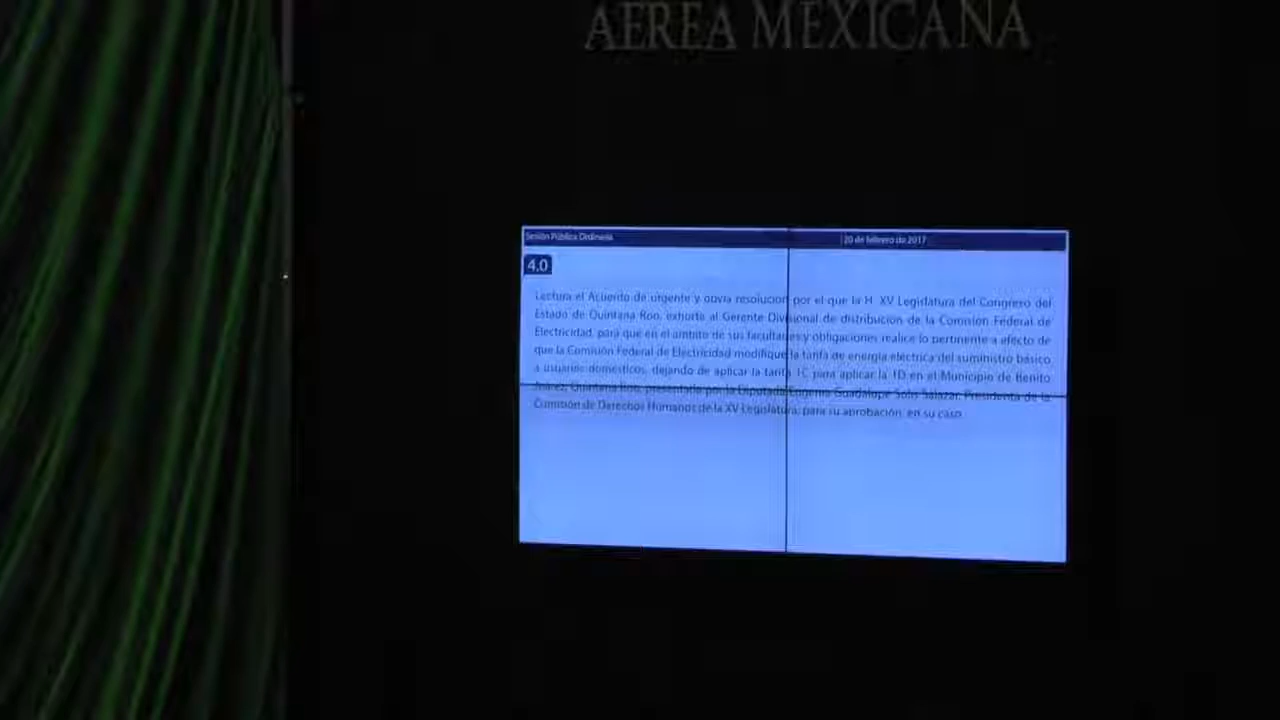 AÉREA MEXICANA
Sesión Pública Ordinaria
20 de febrero de 2017
4.0
Lectura el Acuerdo de urgente y obvia resolución por el que la H. XV Legislatura del Congreso del
Estado de Quintana Roo, exhorta al Gerente Divisional de distribución de la Comisión Federal de
Electricidad, para que en el ámbito de sus facultades y obligaciones realice lo pertinente a efecto de
que la Comisión Federal de Electricidad modifique la tarifa de energía eléctrica del suministro básico
a usuarios domésticos, dejando de aplicar la tarifa 1C para aplicar la 1D en el Municipio de Benito
Juárez, Quintana Roo, presentado por la Diputada Eugenia Guadalupe Solís Salazar, Presidenta de la
Comisión de Derechos Humanos de la XV Legislatura; para su aprobación, en su caso.